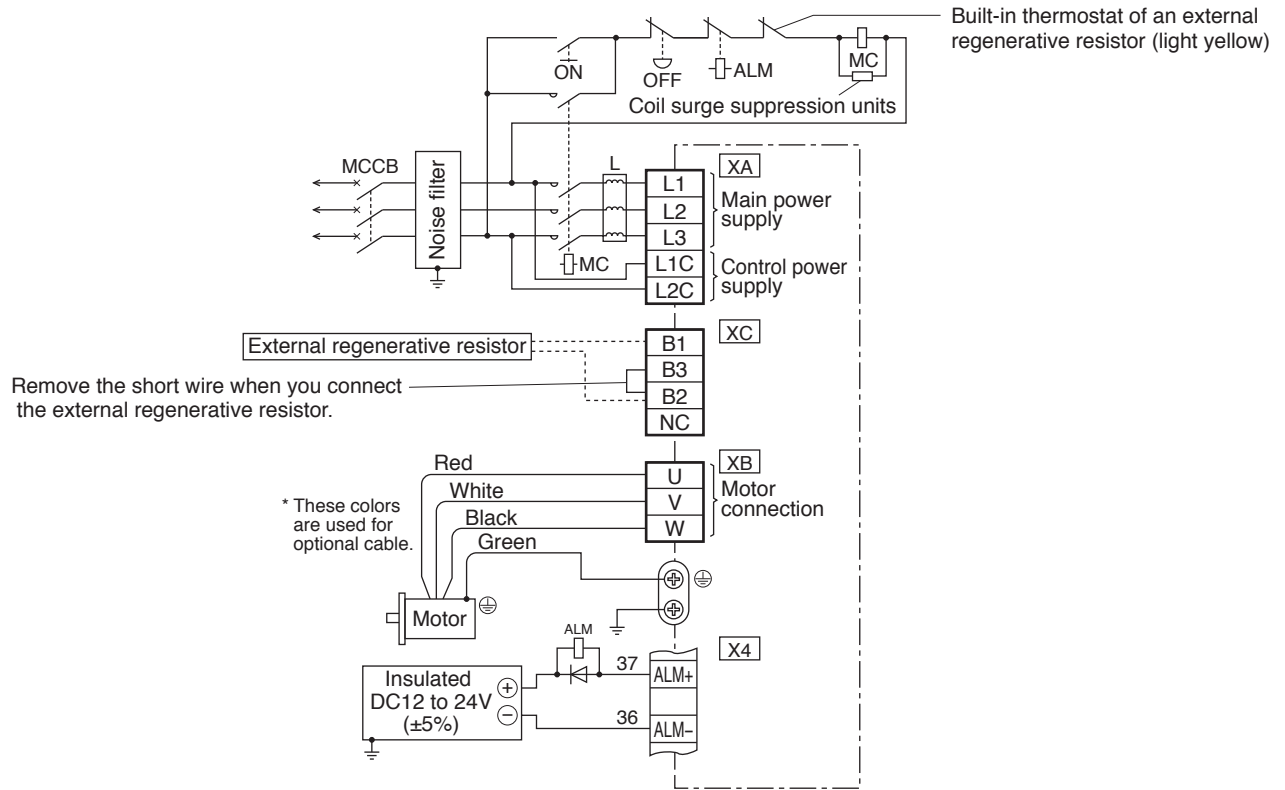 Built-in thermostat of an external
regenerative resistor (light yellow)
ON
OFF
ALM
MC
Coil surge suppression units
MCCB
Noise filter
L
MC
XA
L1
L2
L3
Main power
supply
L1C
L2C
Control power
supply
External regenerative resistor
XC
B1
B3
B2
NC
Remove the short wire when you connect
the external regenerative resistor.
Red
White
Black
Green
* These colors
are used for
optional cable.
XB
U
V
W
Motor
connection
Motor
ALM
X4
Insulated
DC12 to 24V
(±5%)
+
−
37
ALM+
36
ALM−